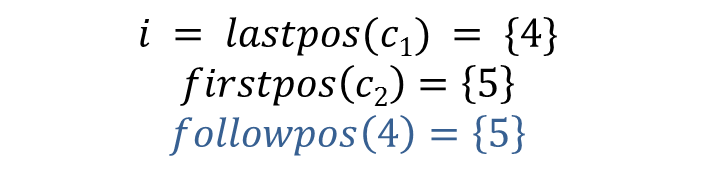 i = lastpos(c₁) = {4}
firstpos(c₂) = {5}
followpos(4) = {5}